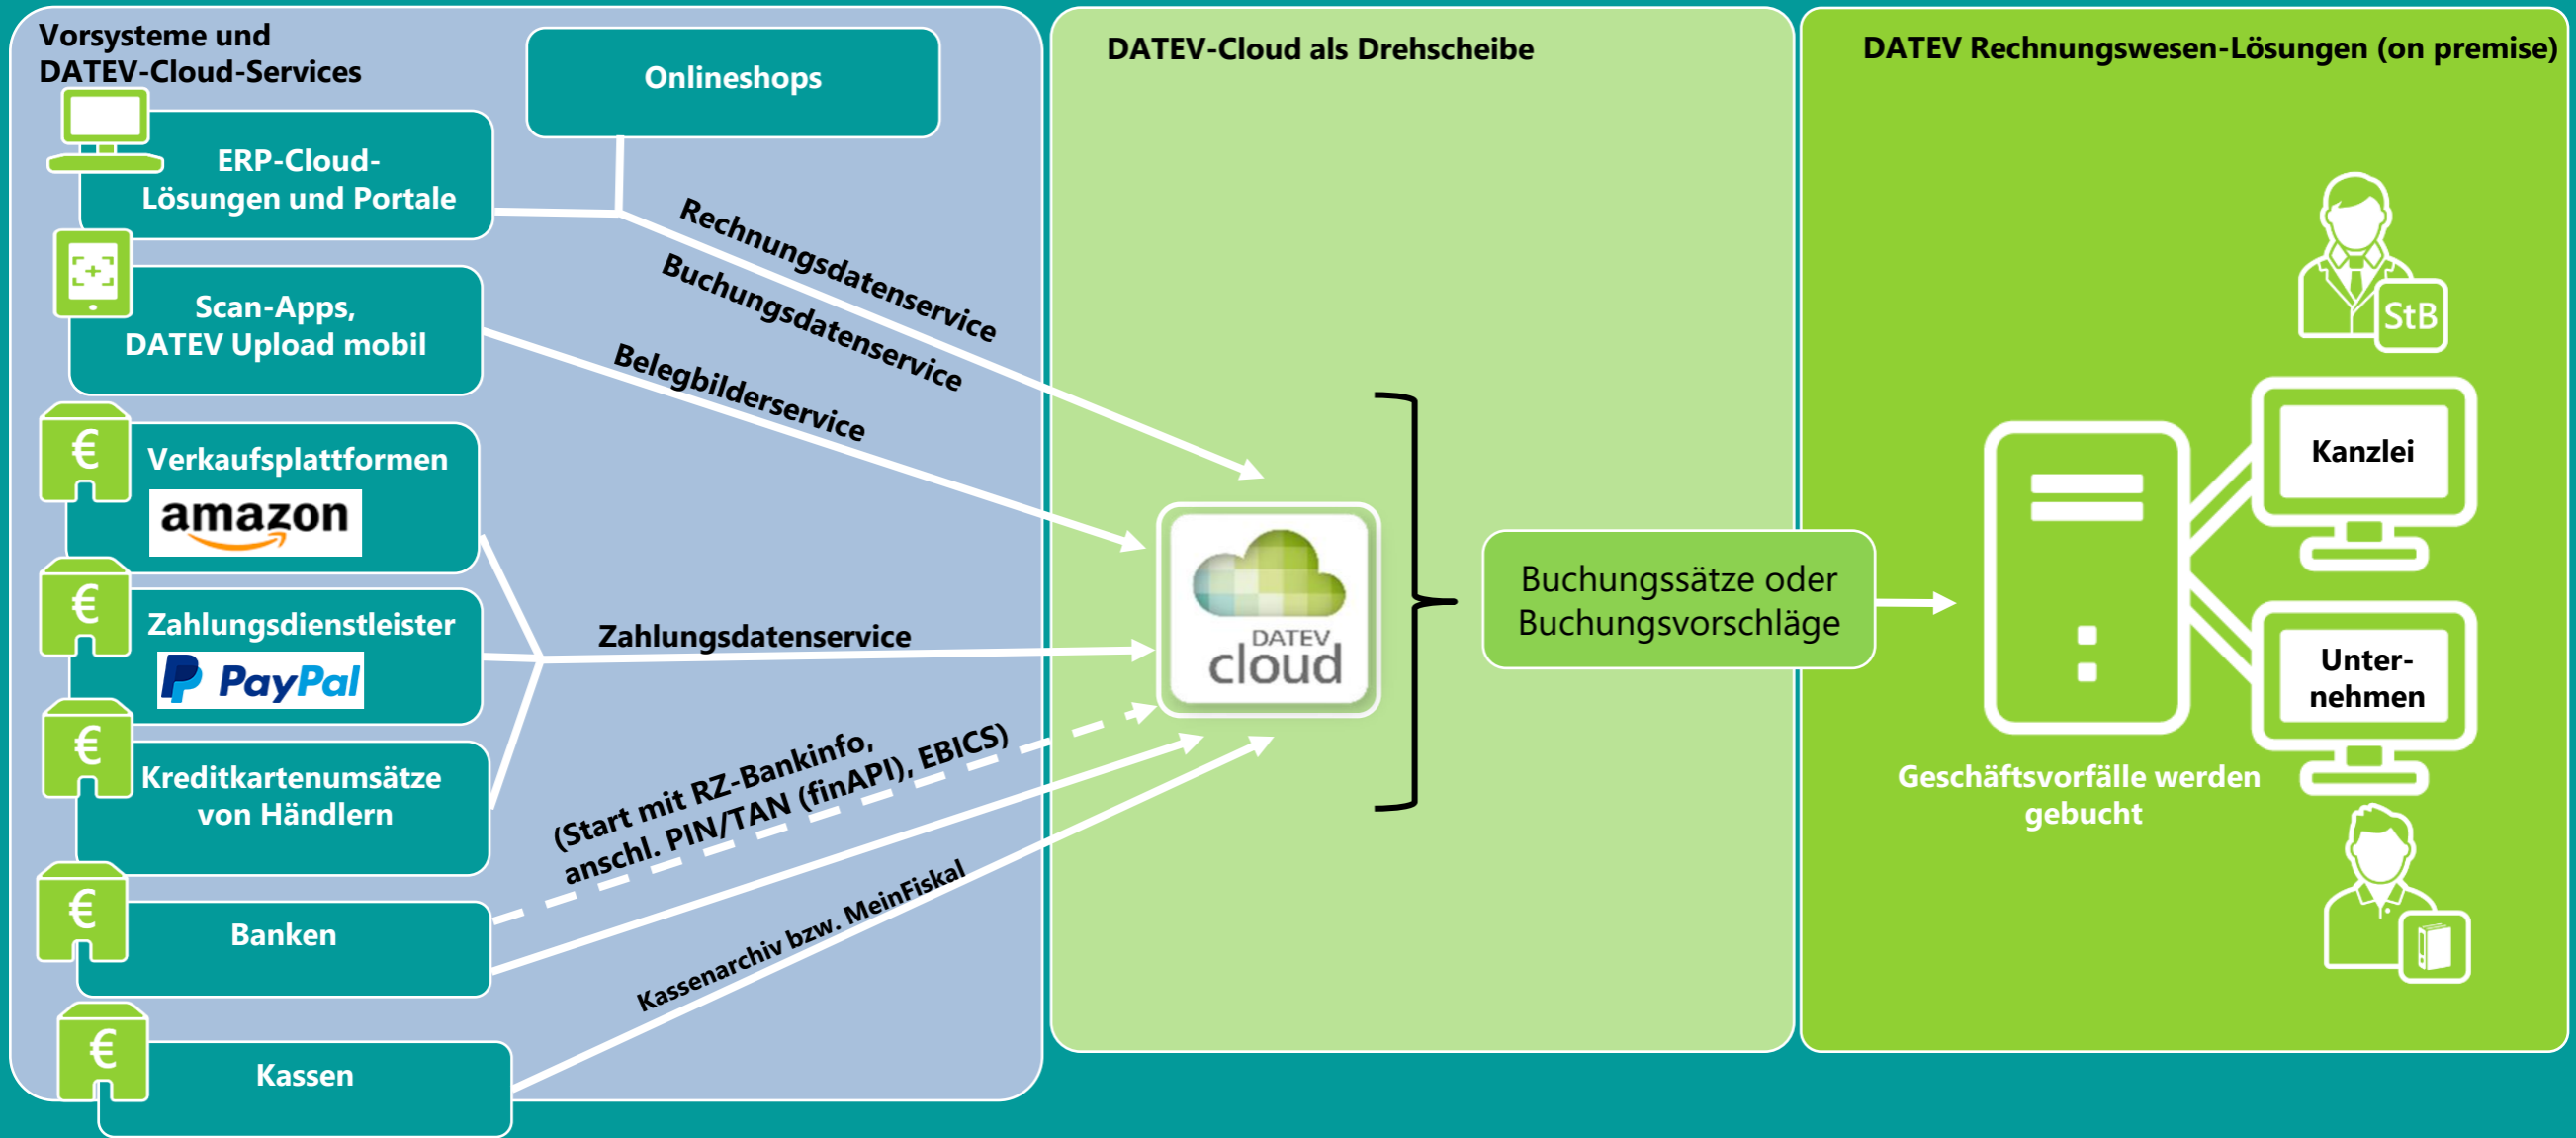 Vorsysteme und
DATEV-Cloud-Services
Onlineshops
ERP-Cloud-
Lösungen und Portale
Scan-Apps,
DATEV Upload mobil
€
Verkaufsplattformen
amazon
€
Zahlungsdienstleister
PayPal
€
Kreditkartenumsätze
von Händlern
€
Banken
€
Kassen
Rechnungsdatenservice
Buchungsdatenservice
Belegbilderservice
Zahlungsdatenservice
(Start mit RZ-Bankinfo,
anschl. PIN/TAN (finAPI), EBICS)
Kassenarchiv bzw. MeinFiskal
DATEV-Cloud als Drehscheibe
DATEV
cloud
Buchungssätze oder
Buchungsvorschläge
DATEV Rechnungswesen-Lösungen (on premise)
StB
Kanzlei
Unter-
nehmen
Geschäftsvorfälle werden
gebucht